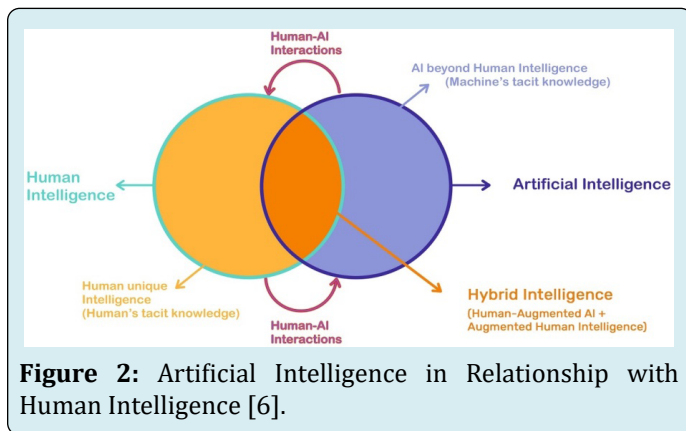 Human-AI
Interactions
AI beyond Human Intelligence
(Machine's tacit knowledge)
Human
Intelligence
Artificial Intelligence
Human unique
Intelligence
(Human's tacit knowledge)
Hybrid Intelligence
(Human-Augmented AI +
Augmented Human Intelligence)
Human-AI
Interactions
Figure 2: Artificial Intelligence in Relationship with
Human Intelligence [6].